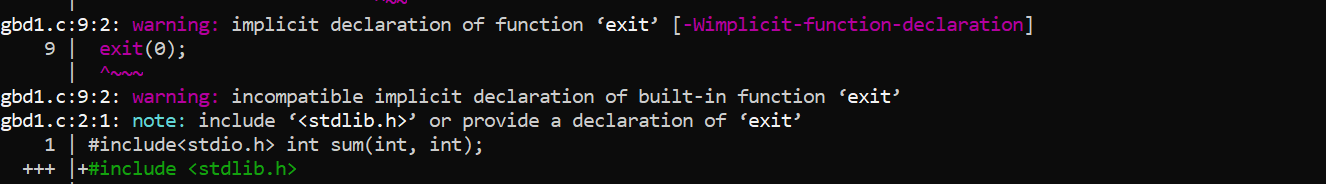 |          ^~~
gbd1.c:9:2: warning: implicit declaration of function ‘exit’ [-Wimplicit-function-declaration]
    9 |  exit(0);
      |  ^~~~
gbd1.c:9:2: warning: incompatible implicit declaration of built-in function ‘exit’
gbd1.c:2:1: note: include ‘<stdlib.h>’ or provide a declaration of ‘exit’
    1 | #include<stdio.h> int sum(int, int);
  +++ |+#include <stdlib.h>